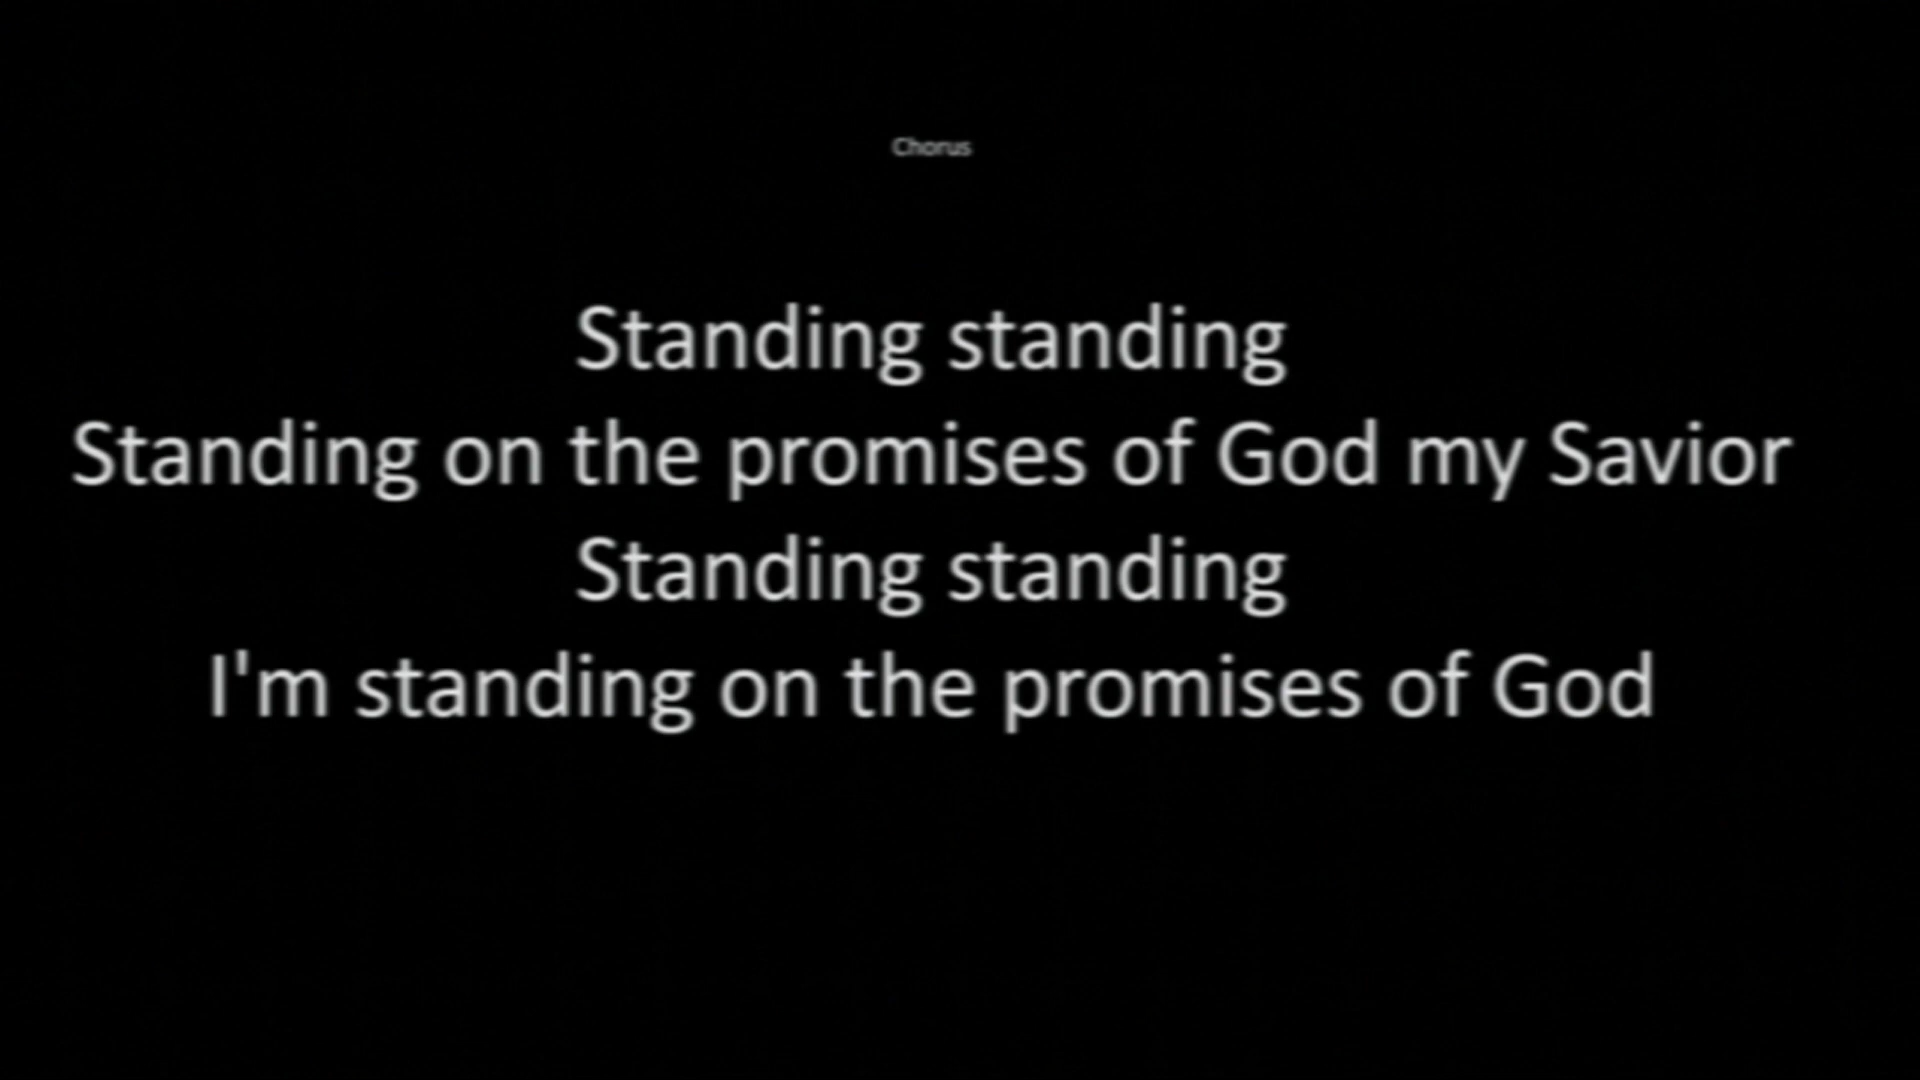 Chorus
Standing standing
Standing on the promises of God my Savior
Standing standing
I'm standing on the promises of God